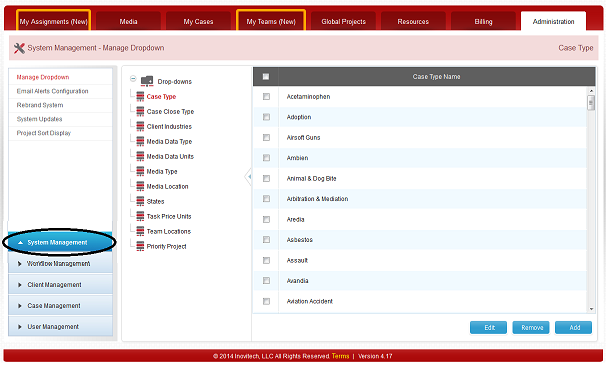 My Assignments (New) Media My Cases My Teams (New) Global Projects Resources Billing Administration
System Management - Manage Dropdown Case Type
Manage Dropdown
Email Alerts Configuration
Rebrand System
System Updates
Project Sort Display
System Management
Workflow Management
Client Management
Case Management
User Management
Drop-downs
Case Type
Case Close Type
Client Industries
Media Data Type
Media Data Units
Media Type
Media Location
States
Task Price Units
Team Locations
Priority Project
Case Type Name
Acetaminophen
Adoption
Airsoft Guns
Ambien
Animal & Dog Bite
Arbitration & Mediation
Aredia
Asbestos
Assault
Avandia
Aviation Accident
Edit Remove Add
© 2014 Inovitech, LLC All Rights Reserved. Terms | Version 4.17